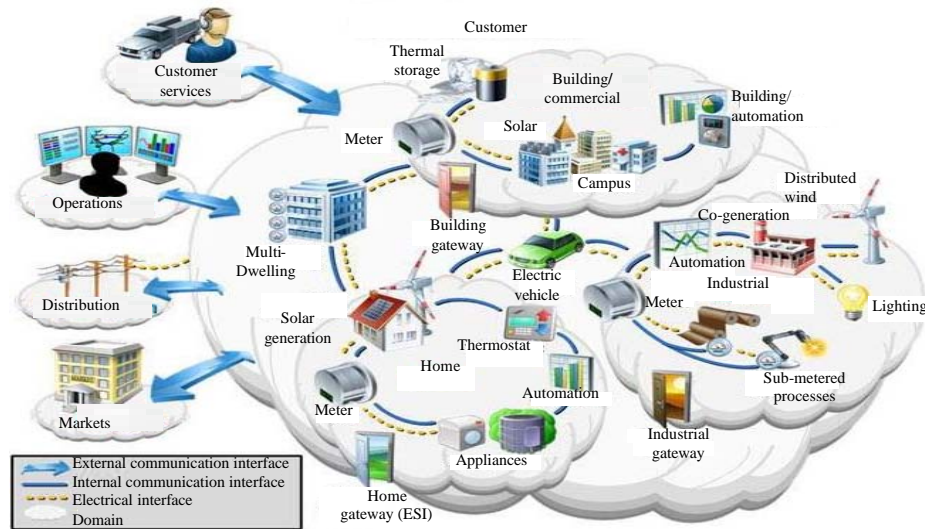 Customer
Thermal
storage
Customer
services
Building/
commercial
Building/
automation
Meter
Solar
Campus
Distributed
wind
Operations
Building
gateway
Co-generation
Multi-
Dwelling
Electric
vehicle
Automation
Industrial
Meter
Distribution
Solar
generation
Thermostat
Lighting
Home
Sub-metered
processes
Meter
Automation
Markets
Industrial
gateway
Appliances
Home
gateway (ESI)
External communication interface
Internal communication interface
Electrical interface
Domain